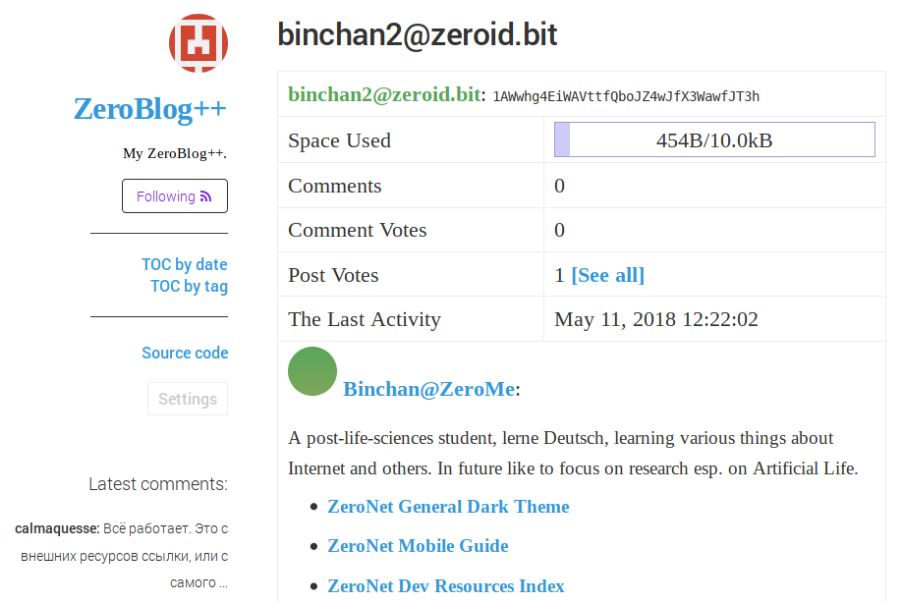 ZeroBlog++
My ZeroBlog++.
Following
TOC by date
TOC by tag
Source code
Settings
Latest comments:
calmaquesse: Всё работает. Это с
внешних ресурсов ссылки, или с
самого ...
binchan2@zeroid.bit
binchan2@zeroid.bit: 1AWwhg4EiWAVttfQboJZ4wJfX3WawfJT3h
Space Used 454B/10.0kB
Comments 0
Comment Votes 0
Post Votes 1 [See all]
The Last Activity May 11, 2018 12:22:02
Binchan@ZeroMe:
A post-life-sciences student, lerne Deutsch, learning various things about
Internet and others. In future like to focus on research esp. on Artificial Life.
• ZeroNet General Dark Theme
• ZeroNet Mobile Guide
• ZeroNet Dev Resources Index